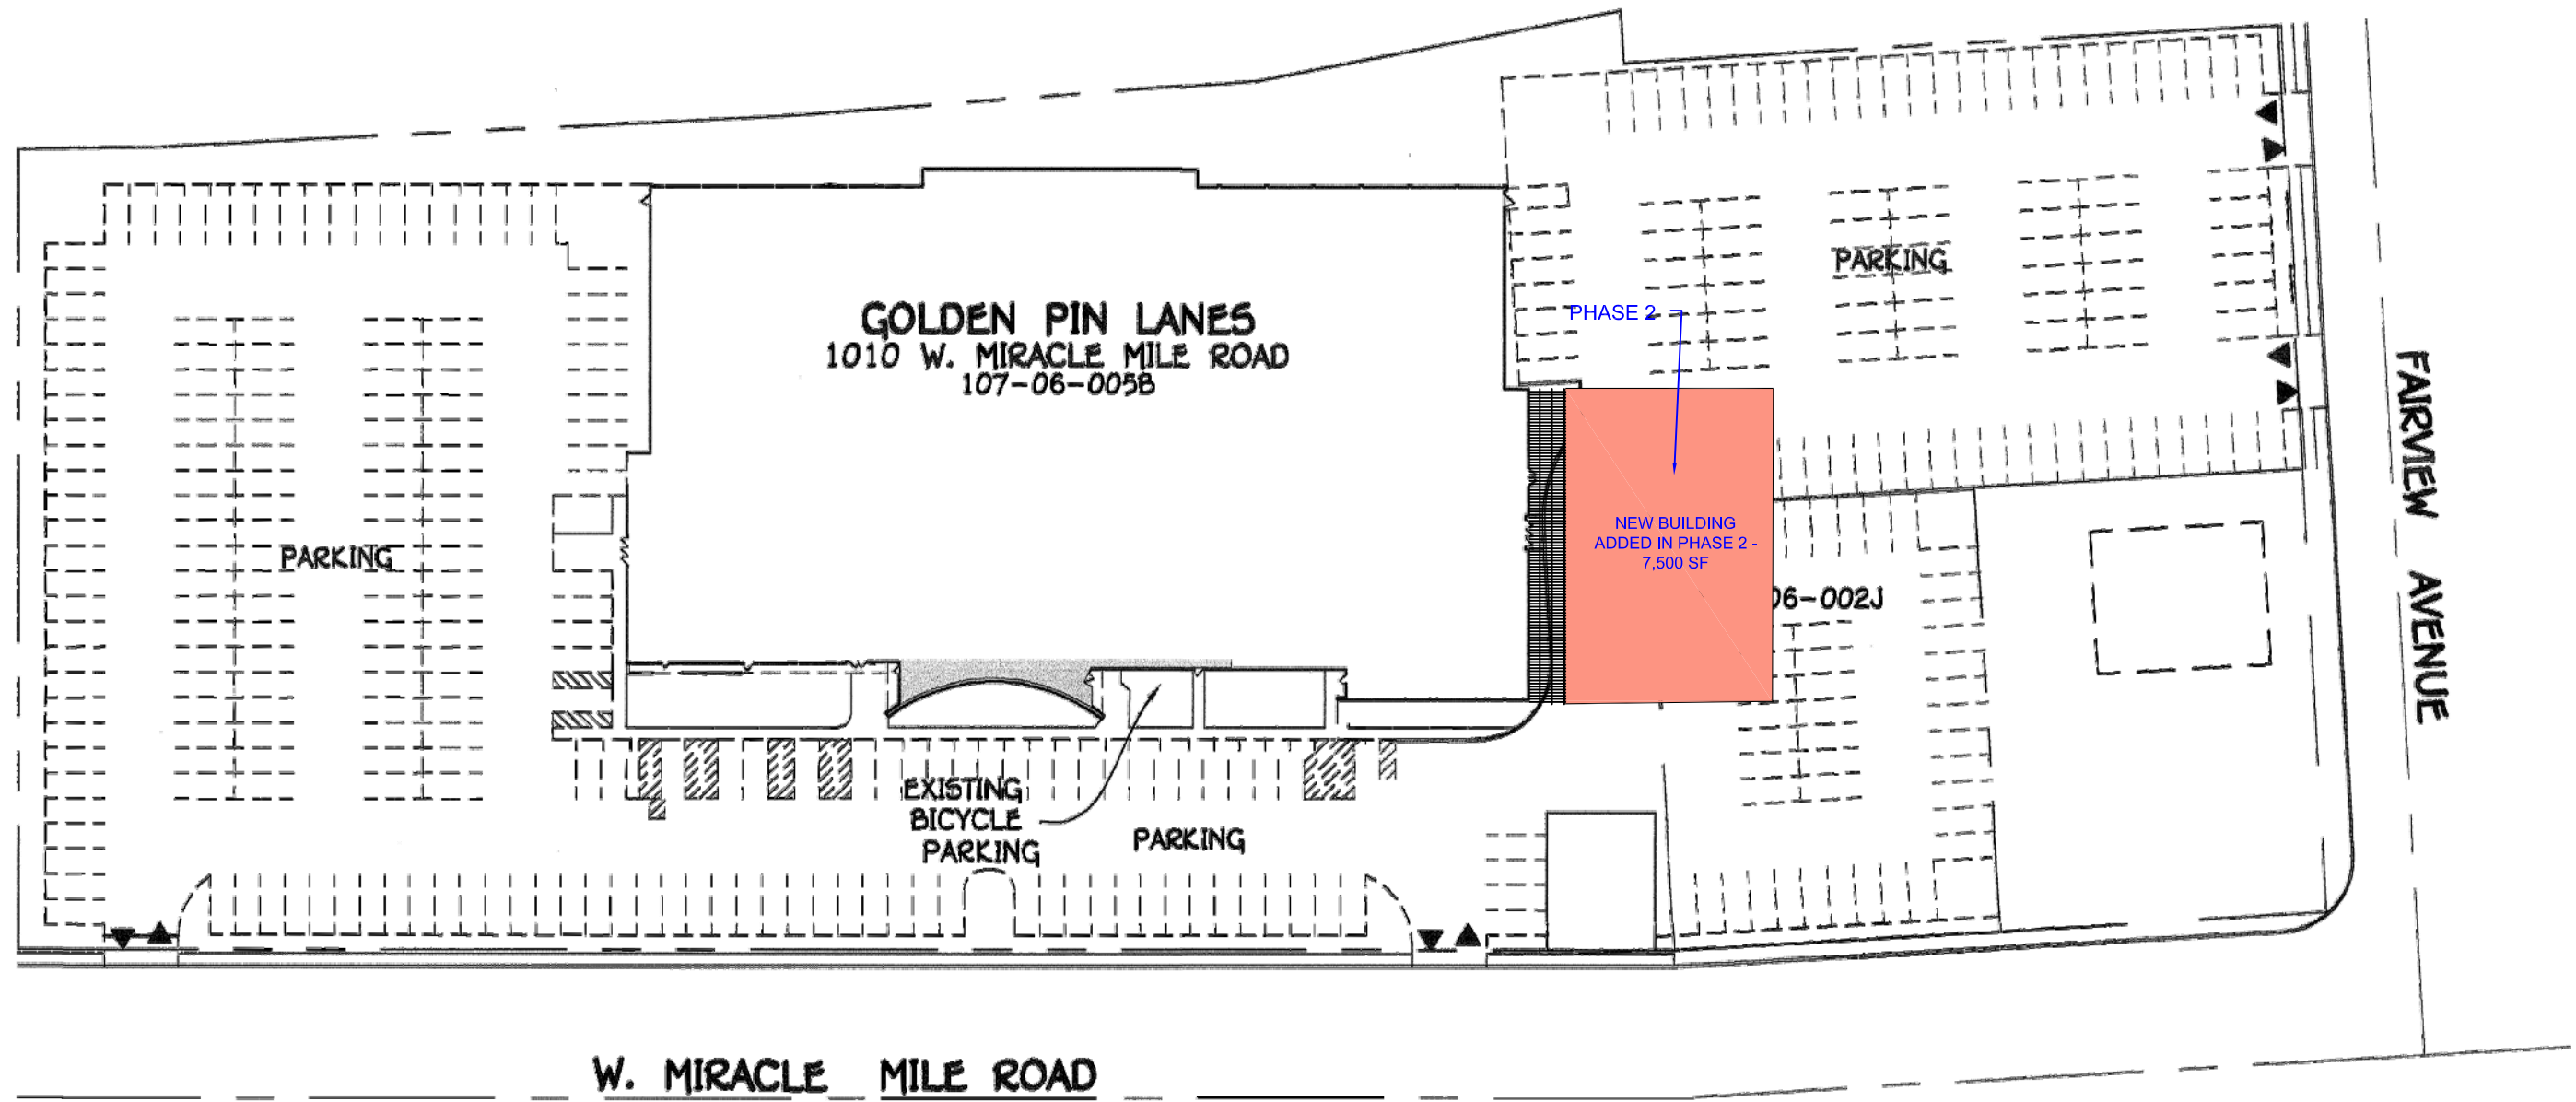 GOLDEN PIN LANES
1010 W. MIRACLE MILE ROAD
107-06-005B
PARKING
PHASE 2
NEW BUILDING
ADDED IN PHASE 2 -
7,500 SF
06-002J
PARKING
EXISTING
BICYCLE
PARKING
PARKING
FAIRVIEW AVENUE
W. MIRACLE MILE ROAD